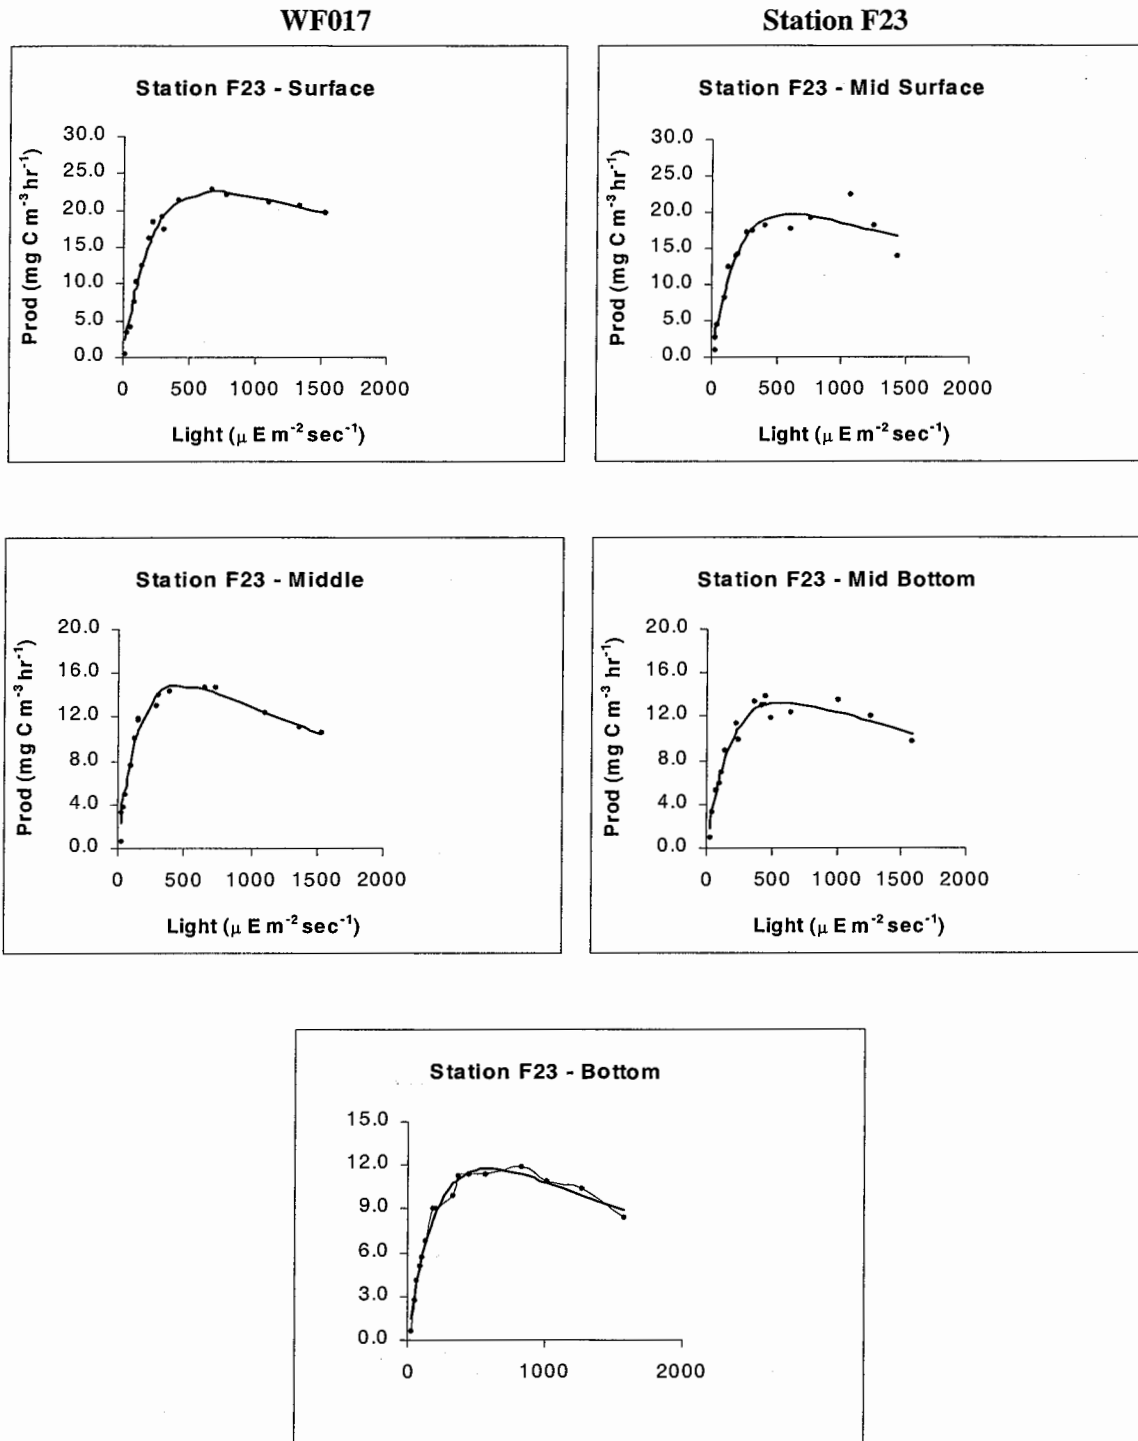 WF017
Station F23
Station F23 - Surface
30.0
25.0
20.0
15.0
10.0
5.0
0.0
0 500 1000 1500 2000
Prod (mg C m⁻³ hr⁻¹)
Light (μ E m⁻² sec⁻¹)
Station F23 - Mid Surface
30.0
25.0
20.0
15.0
10.0
5.0
0.0
0 500 1000 1500 2000
Prod (mg C m⁻³ hr⁻¹)
Light (μ E m⁻² sec⁻¹)
Station F23 - Middle
20.0
16.0
12.0
8.0
4.0
0.0
0 500 1000 1500 2000
Prod (mg C m⁻³ hr⁻¹)
Light (μ E m⁻² sec⁻¹)
Station F23 - Mid Bottom
20.0
16.0
12.0
8.0
4.0
0.0
0 500 1000 1500 2000
Prod (mg C m⁻³ hr⁻¹)
Light (μ E m⁻² sec⁻¹)
Station F23 - Bottom
15.0
12.0
9.0
6.0
3.0
0.0
0 1000 2000